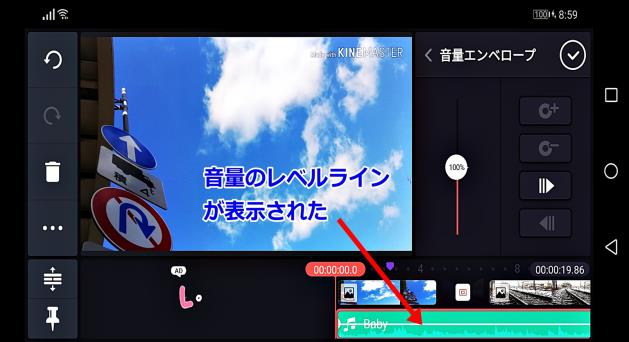 100 8:59
Made with KINEMASTER
音量エンベロープ
100%
音量のレベルライン
が表示された
AD
し。
00:00:00.0
4
8
00:00:19.86
Baby